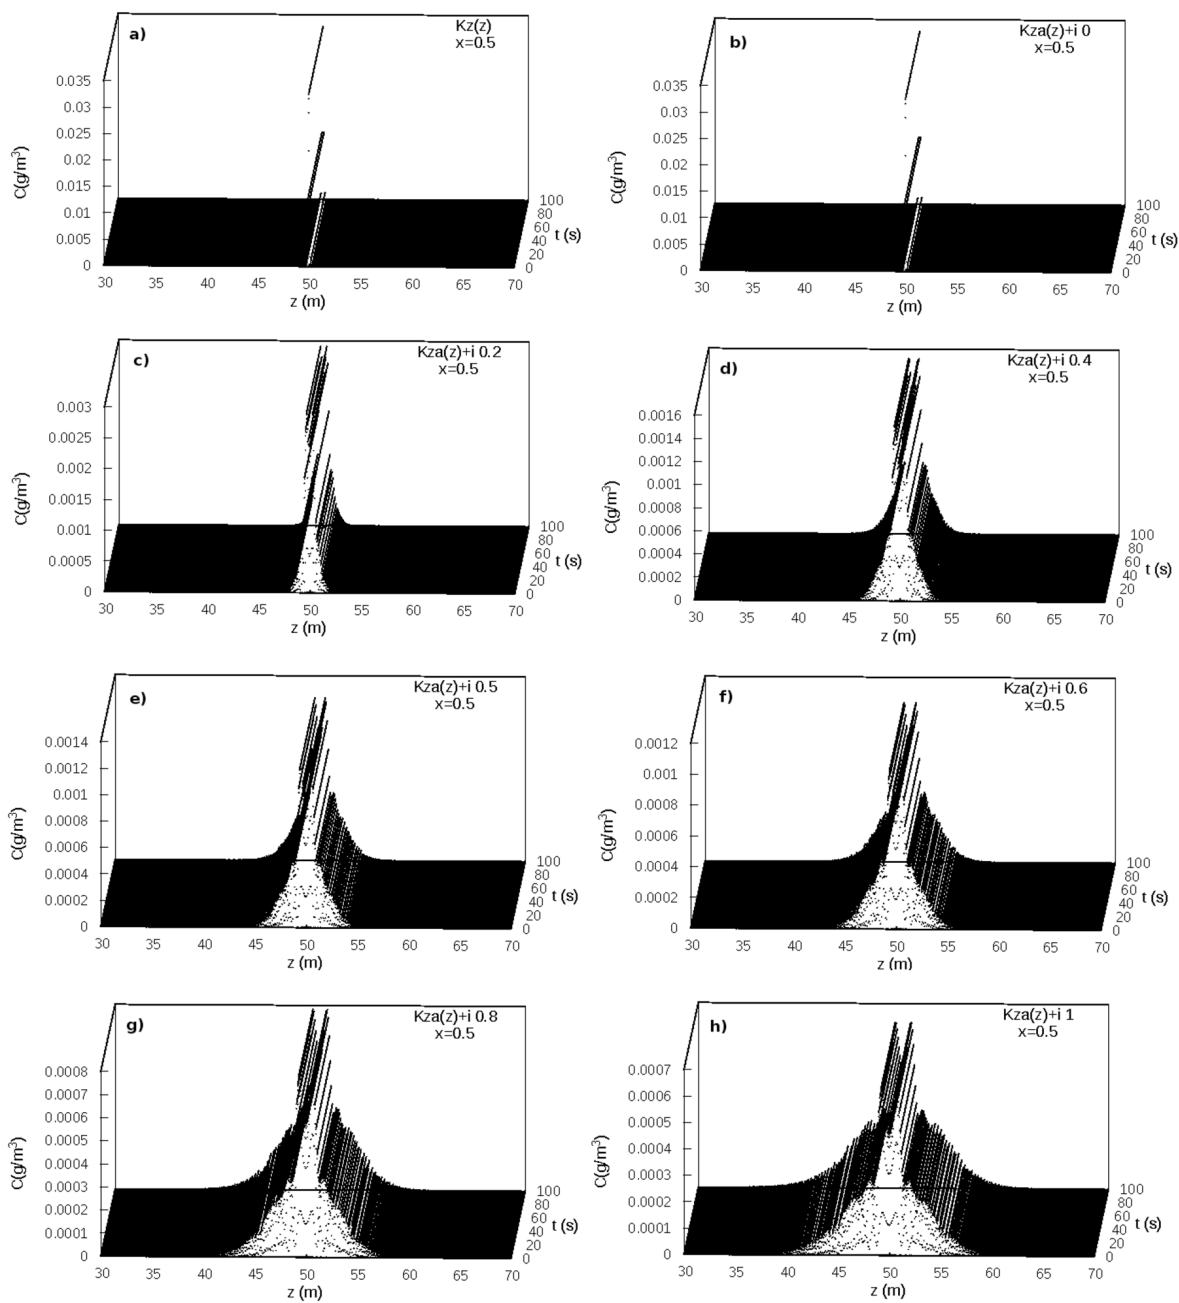 a)
Kz(z)
x=0.5
0.035
0.03
0.025
0.02
0.015
0.01
0.005
0
C(g/m³)
30 35 40 45 50 55 60 65 70
z (m)
100
80
60
40
20
0
t (s)
b)
Kza(z)+i 0
x=0.5
0.035
0.03
0.025
0.02
0.015
0.01
0.005
0
C(g/m³)
30 35 40 45 50 55 60 65 70
z (m)
100
80
60
40
20
0
t (s)
c)
Kza(z)+i 0.2
x=0.5
0.003
0.0025
0.002
0.0015
0.001
0.0005
0
C(g/m³)
30 35 40 45 50 55 60 65 70
z (m)
100
80
60
40
20
0
t (s)
d)
Kza(z)+i 0.4
x=0.5
0.0016
0.0014
0.0012
0.001
0.0008
0.0006
0.0004
0.0002
0
C(g/m³)
30 35 40 45 50 55 60 65 70
z (m)
100
80
60
40
20
0
t (s)
e)
Kza(z)+i 0.5
x=0.5
0.0014
0.0012
0.001
0.0008
0.0006
0.0004
0.0002
0
C(g/m³)
30 35 40 45 50 55 60 65 70
z (m)
100
80
60
40
20
0
t (s)
f)
Kza(z)+i 0.6
x=0.5
0.0012
0.001
0.0008
0.0006
0.0004
0.0002
0
C(g/m³)
30 35 40 45 50 55 60 65 70
z (m)
100
80
60
40
20
0
t (s)
g)
Kza(z)+i 0.8
x=0.5
0.0008
0.0007
0.0006
0.0005
0.0004
0.0003
0.0002
0.0001
0
C(g/m³)
30 35 40 45 50 55 60 65 70
z (m)
100
80
60
40
20
0
t (s)
h)
Kza(z)+i 1
x=0.5
0.0007
0.0006
0.0005
0.0004
0.0003
0.0002
0.0001
0
C(g/m³)
30 35 40 45 50 55 60 65 70
z (m)
100
80
60
40
20
0
t (s)